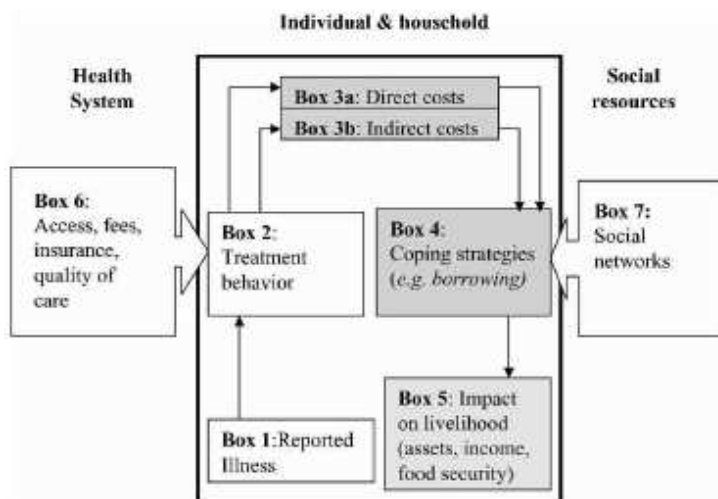 Individual & household
Health
System
Social
resources
Box 3a: Direct costs
Box 3b: Indirect costs
Box 6:
Access, fees,
insurance,
quality of
care
Box 2:
Treatment
behavior
Box 4:
Coping strategies
(e.g. borrowing)
Box 7:
Social
networks
Box 1:Reported
Illness
Box 5: Impact
on livelihood
(assets, income,
food security)